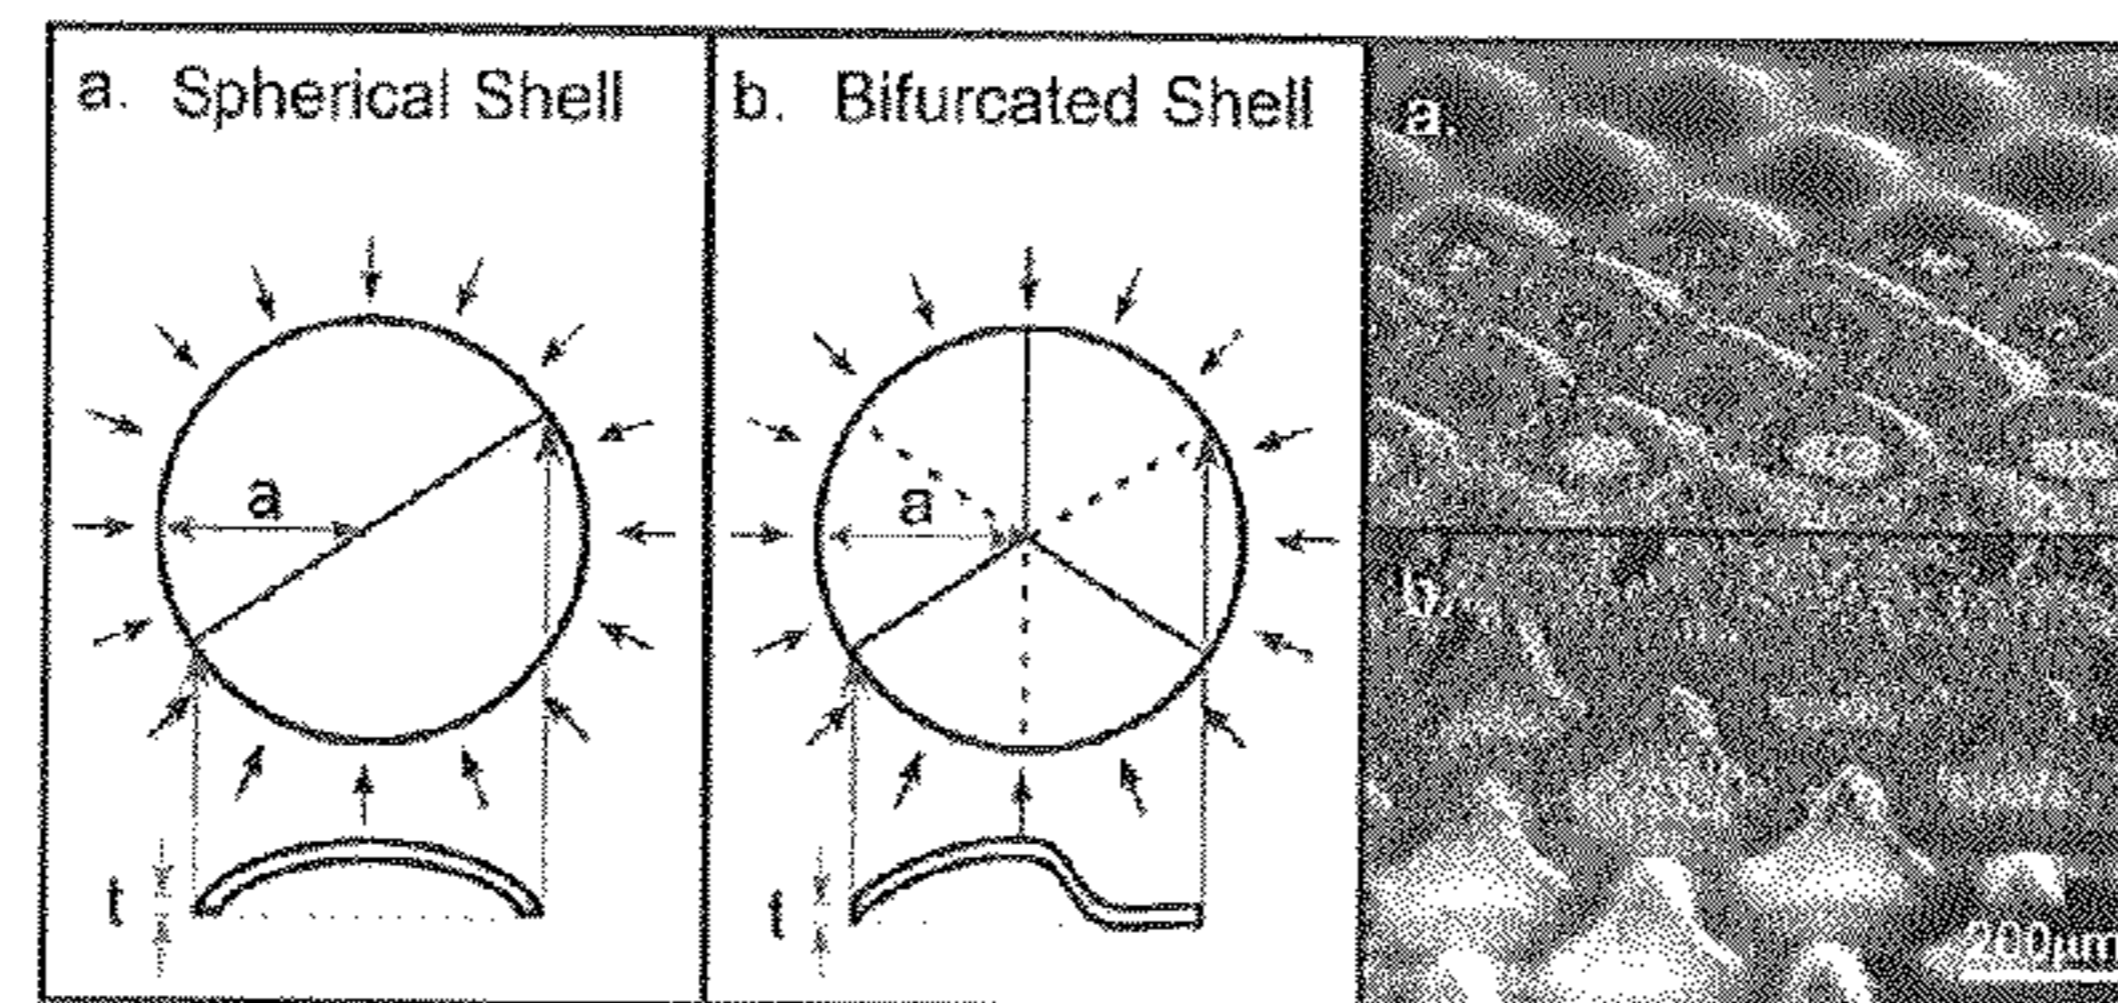 a. Spherical Shell
a
t
b. Bifurcated Shell
a
t
a.
b.
200μm